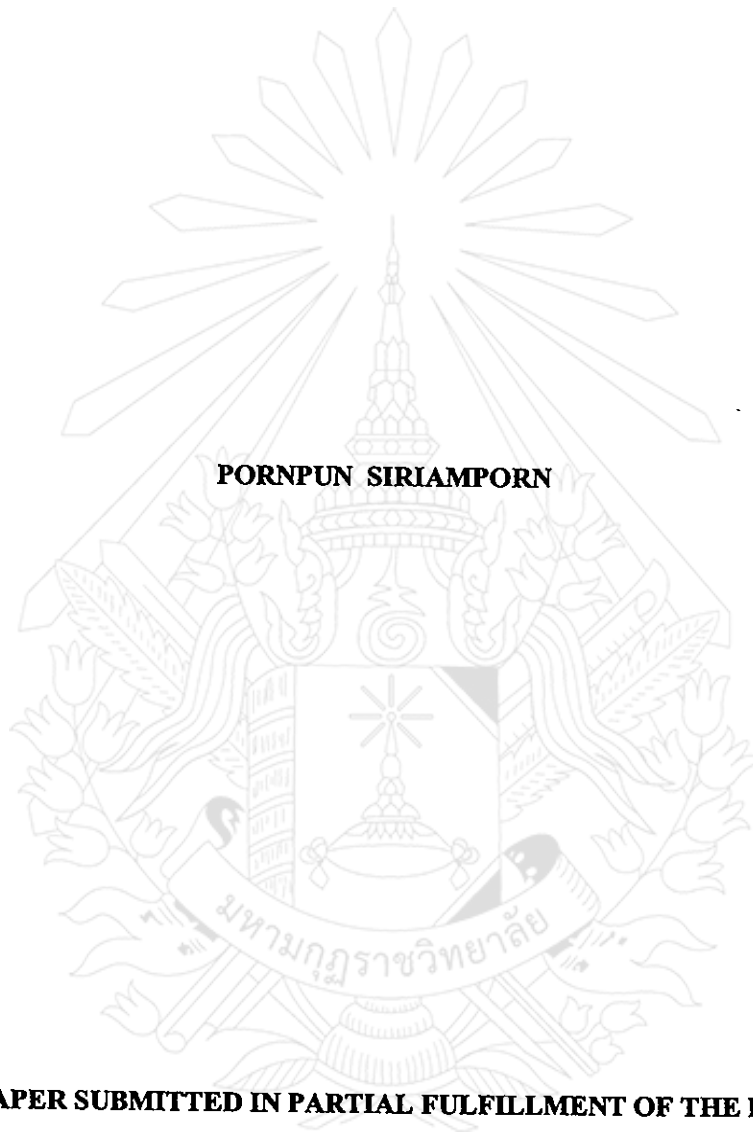 PORNPUN SIRIAMPORN
มหามกุฏราชวิทยาลัย
APER SUBMITTED IN PARTIAL FULFILLMENT OF THE